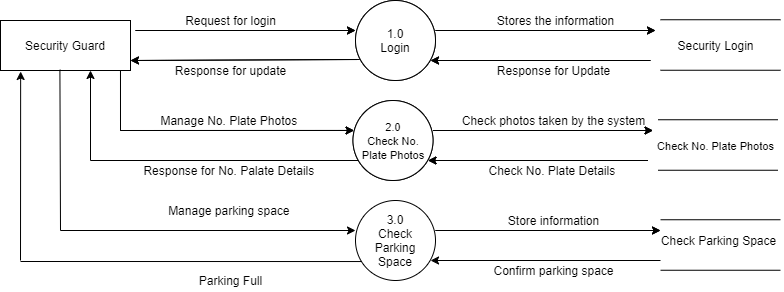 Request for login
1.0
Login
Stores the information
Security Guard
Security Login
Response for update
Response for Update
Manage No. Plate Photos
2.0
Check No.
Plate Photos
Check photos taken by the system
Check No. Plate Photos
Response for No. Palate Details
Check No. Plate Details
Manage parking space
3.0
Check
Parking
Space
Store information
Check Parking Space
Parking Full
Confirm parking space